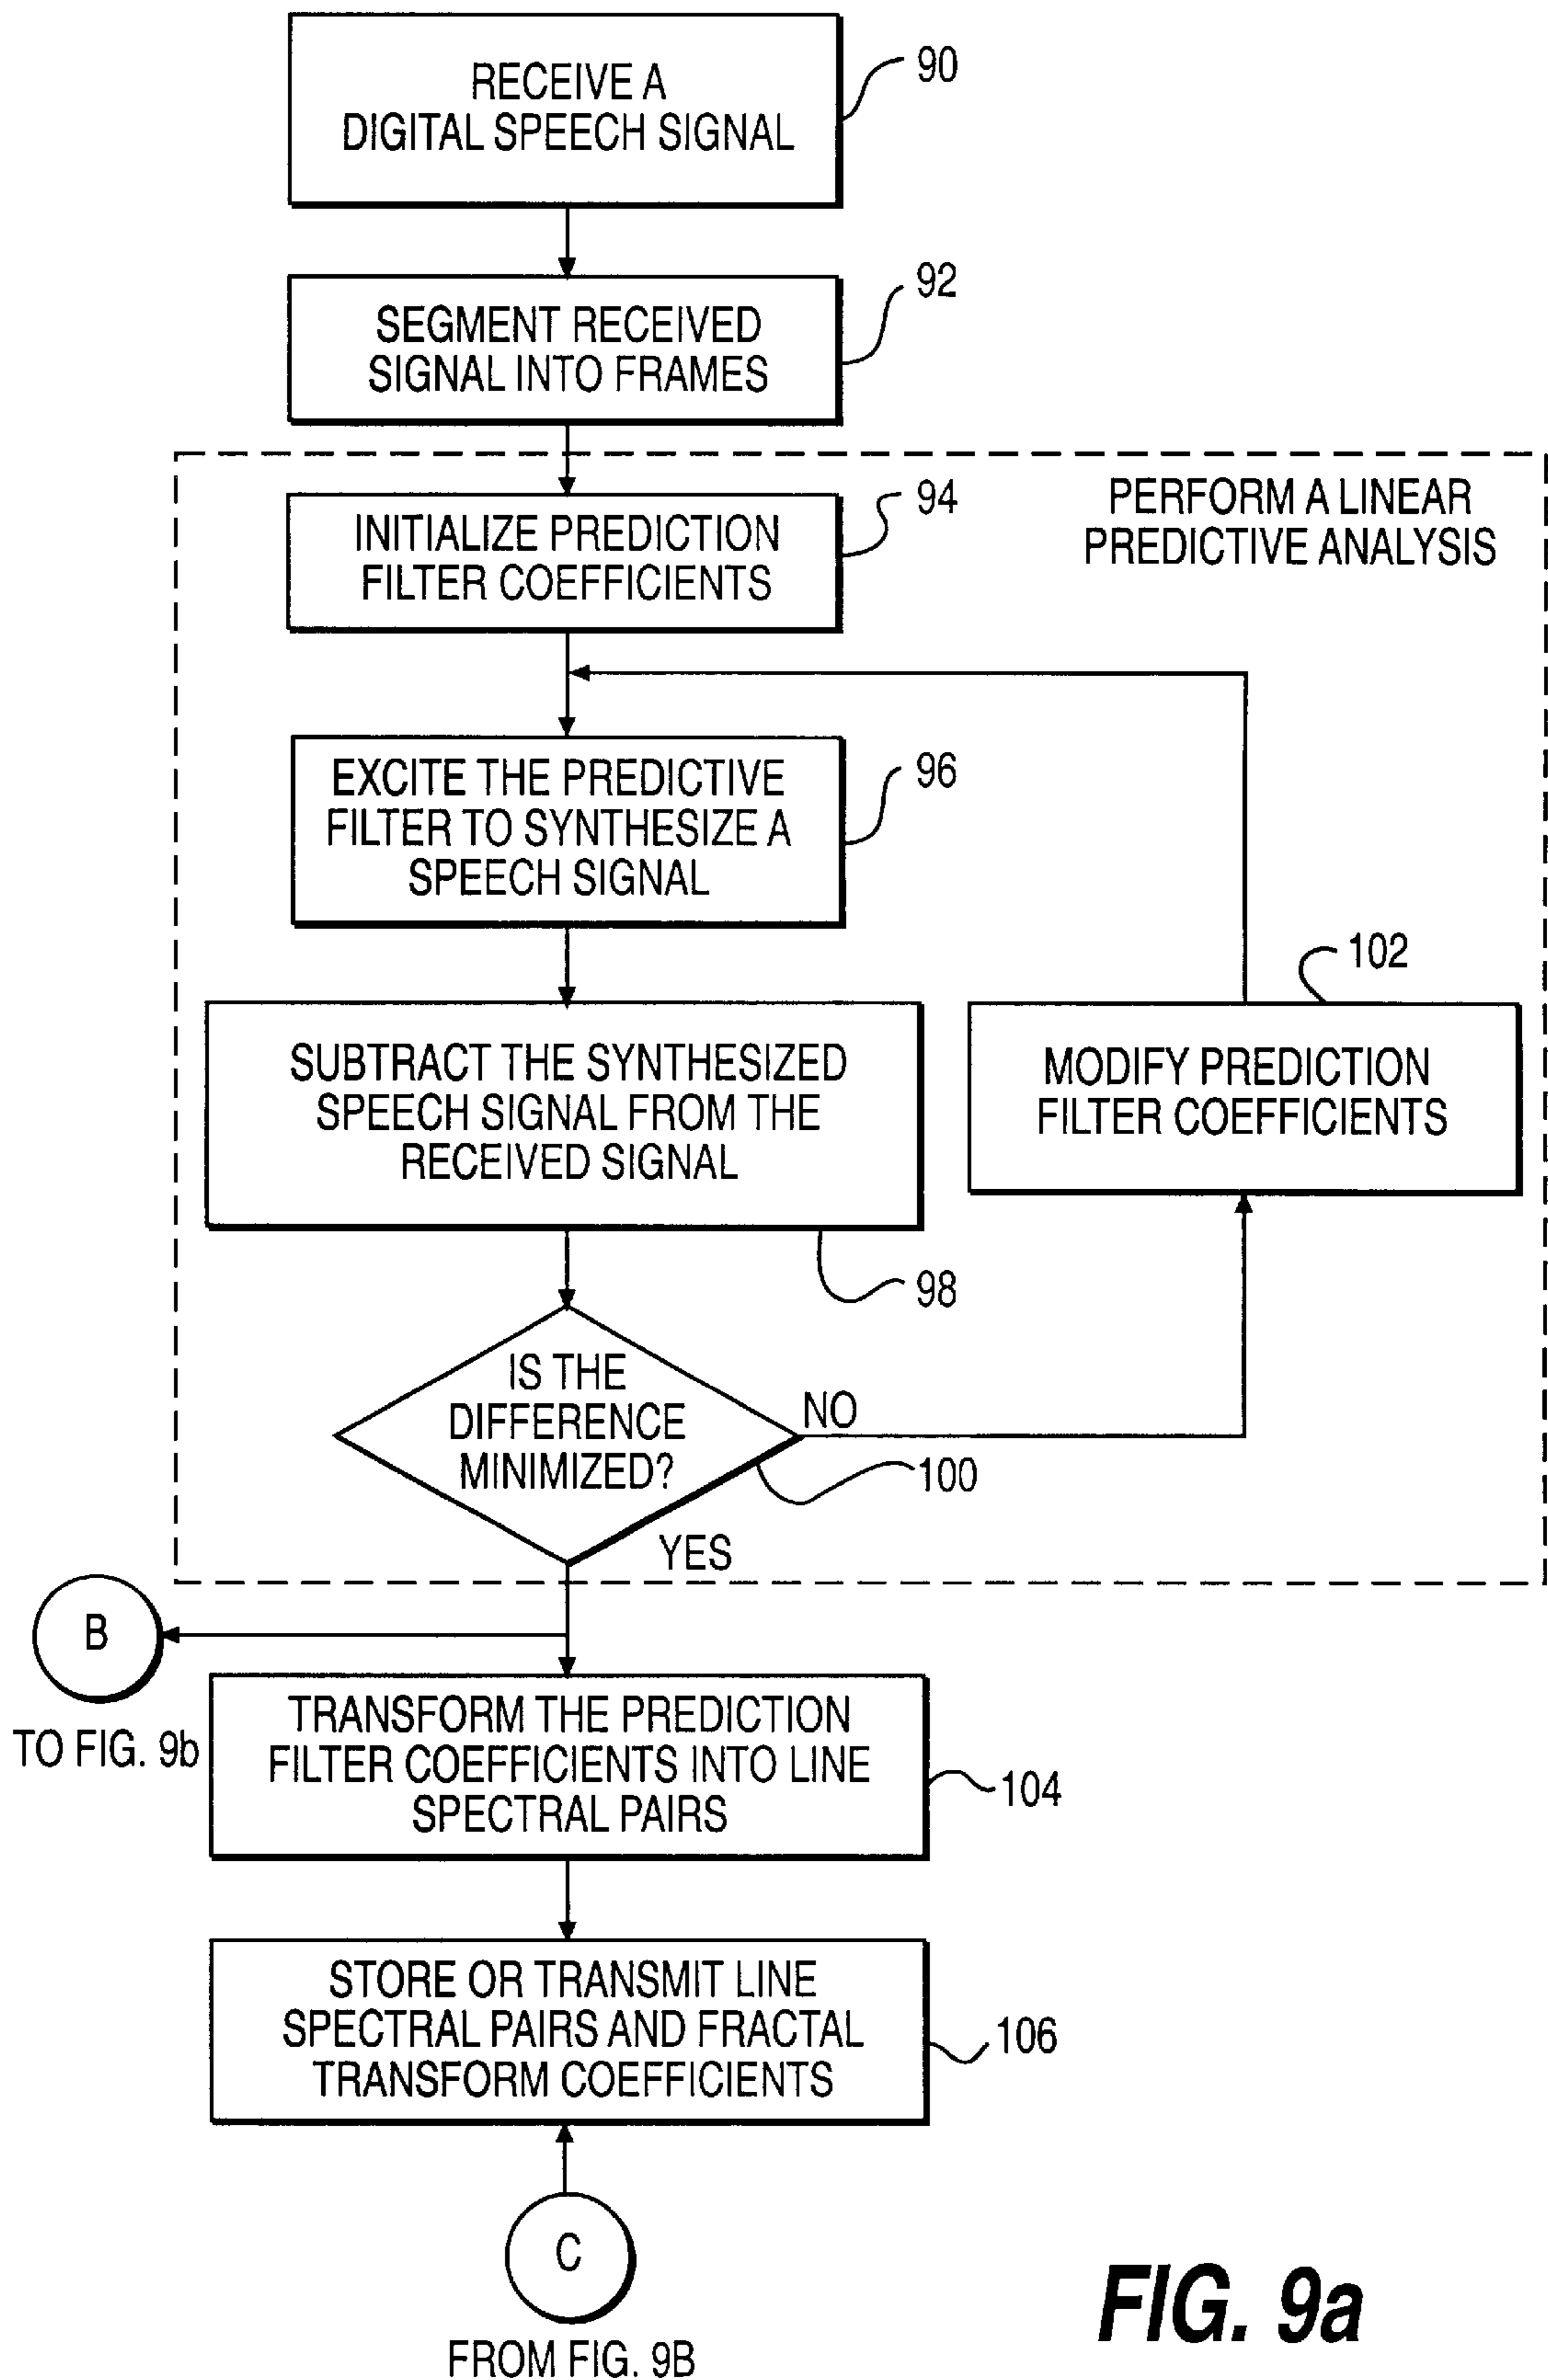 RECEIVE A
DIGITAL SPEECH SIGNAL
90
SEGMENT RECEIVED
SIGNAL INTO FRAMES
92
PERFORM A LINEAR
PREDICTIVE ANALYSIS
INITIALIZE PREDICTION
FILTER COEFFICIENTS
94
EXCITE THE PREDICTIVE
FILTER TO SYNTHESIZE A
SPEECH SIGNAL
96
SUBTRACT THE SYNTHESIZED
SPEECH SIGNAL FROM THE
RECEIVED SIGNAL
98
MODIFY PREDICTION
FILTER COEFFICIENTS
102
IS THE
DIFFERENCE
MINIMIZED?
NO
100
YES
B
TO FIG. 9b
TRANSFORM THE PREDICTION
FILTER COEFFICIENTS INTO LINE
SPECTRAL PAIRS
104
STORE OR TRANSMIT LINE
SPECTRAL PAIRS AND FRACTAL
TRANSFORM COEFFICIENTS
106
C
FROM FIG. 9B
FIG. 9a